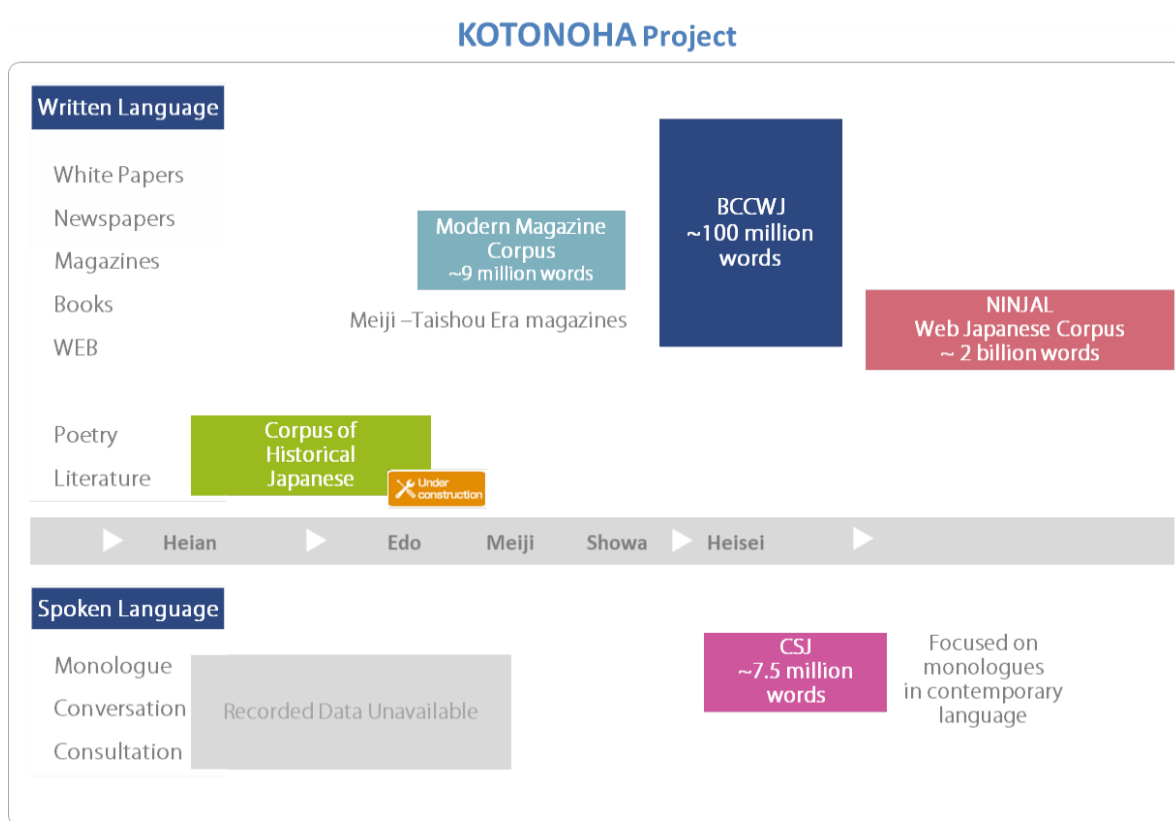 KOTONOHA Project
Written Language
White Papers
Newspapers
Magazines
Books
WEB
Poetry
Literature
Modern Magazine
Corpus
~9 million words
Meiji –Taishou Era magazines
BCCWJ
~100 million
words
NINJAL
Web Japanese Corpus
~ 2 billion words
Corpus of
Historical
Japanese
Under
construction
Heian
Edo
Meiji
Showa
Heisei
Spoken Language
Monologue
Conversation
Consultation
Recorded Data Unavailable
CSJ
~7.5 million
words
Focused on
monologues
in contemporary
language